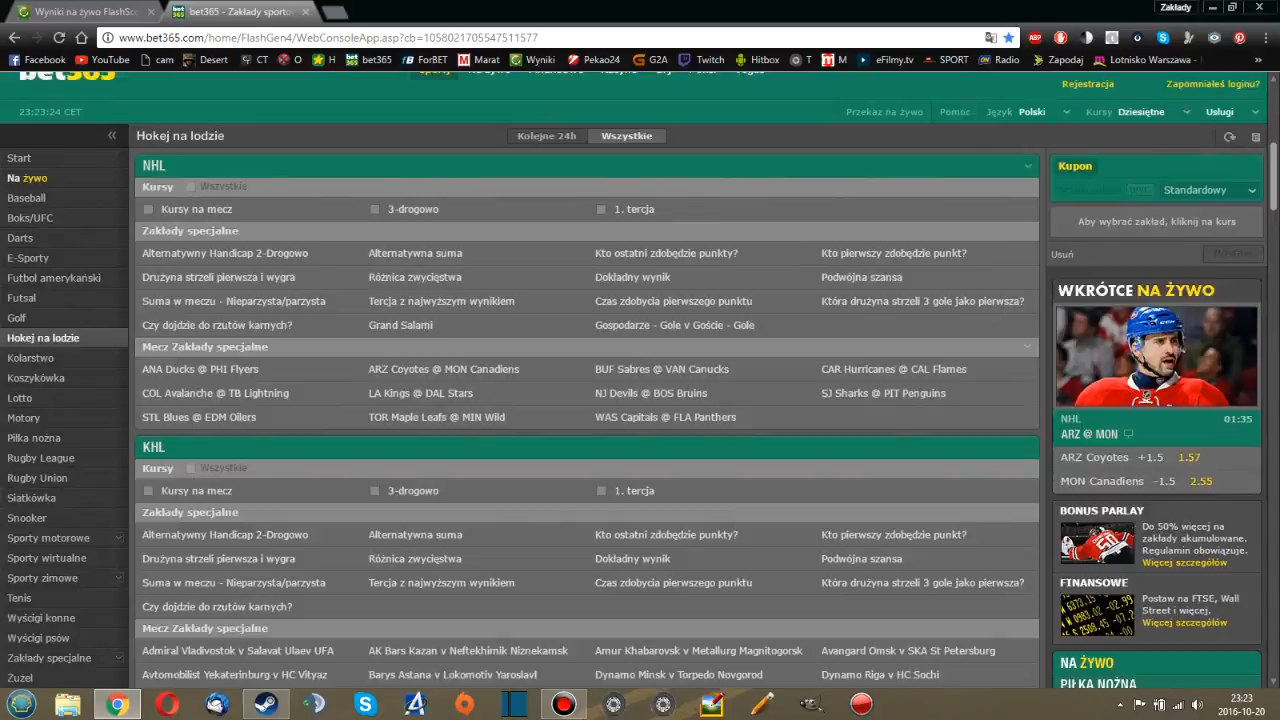 Wyniki na żywo FlashSco
bet365 - Zakłady sportow
Zakłady
www.bet365.com/home/FlashGen4/WebConsoleApp.asp?cb=1058021705547511577
Facebook YouTube cam Desert CT O H bet365 ForBET Marat Wyniki Pekao24 G2A Twitch Hitbox T M eFilmy.tv SPORT Radio Zapodaj Lotnisko Warszawa -
bet365
Rejestracja Zapomniałeś loginu?
23:23:24 CET
Przekaz na żywo Pomoc Język Polski Kursy Dziesiętne Usługi
Start
Na żywo
Baseball
Boks/UFC
Darts
E-Sporty
Futbol amerykański
Futsal
Golf
Hokej na lodzie
Kolarstwo
Koszykówka
Lotto
Motory
Piłka nożna
Rugby League
Rugby Union
Siatkówka
Snooker
Sporty motorowe
Sporty wirtualne
Sporty zimowe
Tenis
Wyścigi konne
Wyścigi psów
Zakłady specjalne
Żużel
Hokej na lodzie
Kolejne 24h Wszystkie
NHL
Kursy Wszystkie
Kursy na mecz 3-drogowo 1. tercja
Zakłady specjalne
Alternatywny Handicap 2-Drogowo Alternatywna suma Kto ostatni zdobędzie punkty? Kto pierwszy zdobędzie punkt?
Drużyna strzeli pierwsza i wygra Różnica zwycięstwa Dokładny wynik Podwójna szansa
Suma w meczu - Nieparzysta/parzysta Tercja z najwyższym wynikiem Czas zdobycia pierwszego punktu Która drużyna strzeli 3 gole jako pierwsza?
Czy dojdzie do rzutów karnych? Grand Salami Gospodarze - Gole v Goście - Gole
Mecz Zakłady specjalne
ANA Ducks @ PHI Flyers ARZ Coyotes @ MON Canadiens BUF Sabres @ VAN Canucks CAR Hurricanes @ CAL Flames
COL Avalanche @ TB Lightning LA Kings @ DAL Stars NJ Devils @ BOS Bruins SJ Sharks @ PIT Penguins
STL Blues @ EDM Oilers TOR Maple Leafs @ MIN Wild WAS Capitals @ FLA Panthers
KHL
Kursy Wszystkie
Kursy na mecz 3-drogowo 1. tercja
Zakłady specjalne
Alternatywny Handicap 2-Drogowo Alternatywna suma Kto ostatni zdobędzie punkty? Kto pierwszy zdobędzie punkt?
Drużyna strzeli pierwsza i wygra Różnica zwycięstwa Dokładny wynik Podwójna szansa
Suma w meczu - Nieparzysta/parzysta Tercja z najwyższym wynikiem Czas zdobycia pierwszego punktu Która drużyna strzeli 3 gole jako pierwsza?
Czy dojdzie do rzutów karnych?
Mecz Zakłady specjalne
Admiral Vladivostok v Salavat Ulaev UFA AK Bars Kazan v Neftekhimik Niznekamsk Amur Khabarovsk v Metallurg Magnitogorsk Avangard Omsk v SKA St Petersburg
Avtomobilist Yekaterinburg v HC Vityaz Barys Astana v Lokomotiv Yaroslavl Dynamo Minsk v Torpedo Novgorod Dynamo Riga v HC Sochi
Kupon
Standardowy
Aby wybrać zakład, kliknij na kurs
Usuń
WKRÓTCE NA ŻYWO
NHL 01:35
ARZ @ MON
ARZ Coyotes +1.5 1.57
MON Canadiens -1.5 2.55
BONUS PARLAY
Do 50% więcej na
zakłady akumulowane.
Regulamin obowiązuje.
Więcej szczegółów
FINANSOWE
Postaw na FTSE, Wall
Street i więcej.
Więcej szczegółów
NA ŻYWO
PIŁKA NOŻNA
23:23
2016-10-20